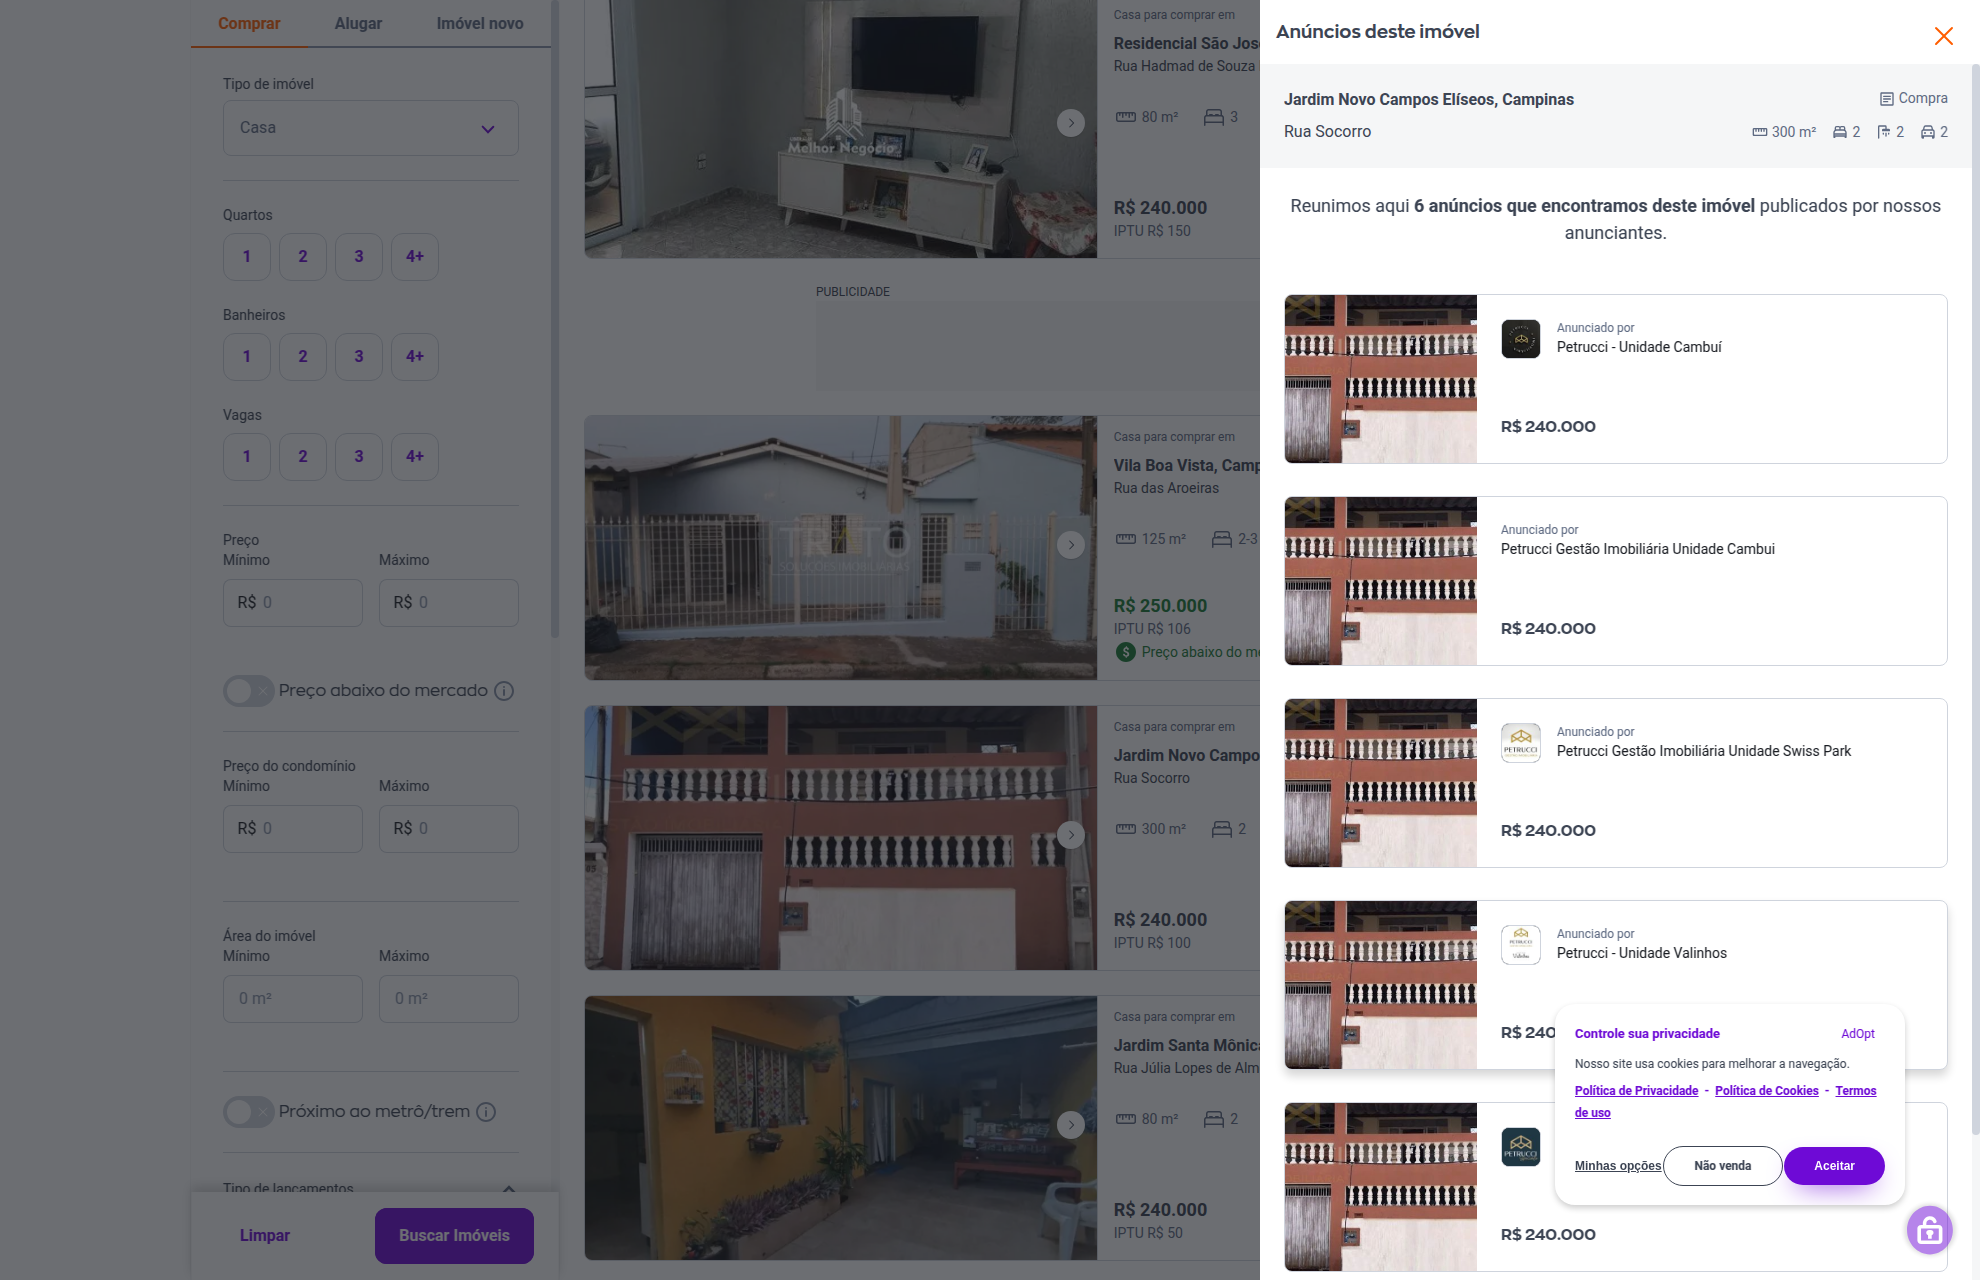 Comprar
Alugar
Imóvel novo
Tipo de imóvel
Casa
Quartos
1
2
3
4+
Banheiros
1
2
3
4+
Vagas
1
2
3
4+
Preço
Mínimo
Máximo
R$ 0
R$ 0
Preço abaixo do mercado
Preço do condomínio
Mínimo
Máximo
R$ 0
R$ 0
Área do imóvel
Mínimo
Máximo
0 m²
0 m²
Próximo ao metrô/trem
Tipo de lançamentos
Limpar
Buscar Imóveis
Melhor Negócio
Casa para comprar em
Residencial São José
Rua Hadmad de Souza
80 m²
3
R$ 240.000
IPTU R$ 150
PUBLICIDADE
TRATO
SOLUÇÕES IMOBILIÁRIAS
Casa para comprar em
Vila Boa Vista, Camp
Rua das Aroeiras
125 m²
2-3
R$ 250.000
IPTU R$ 106
Preço abaixo do me
Casa para comprar em
Jardim Novo Campo
Rua Socorro
300 m²
2
R$ 240.000
IPTU R$ 100
Casa para comprar em
Jardim Santa Mônica
Rua Júlia Lopes de Alm
80 m²
2
R$ 240.000
IPTU R$ 50
Anúncios deste imóvel
Jardim Novo Campos Elíseos, Campinas
Compra
Rua Socorro
300 m²
2
2
2
Reunimos aqui 6 anúncios que encontramos deste imóvel publicados por nossos
anunciantes.
Anunciado por
Petrucci - Unidade Cambuí
R$ 240.000
Anunciado por
Petrucci Gestão Imobiliária Unidade Cambui
R$ 240.000
PETRUCCI
Anunciado por
Petrucci Gestão Imobiliária Unidade Swiss Park
R$ 240.000
PETRUCCI
Valinhos
Anunciado por
Petrucci - Unidade Valinhos
R$ 240
PETRUCCI
R$ 240.000
Controle sua privacidade
AdOpt
Nosso site usa cookies para melhorar a navegação.
Política de Privacidade - Política de Cookies - Termos
de uso
Minhas opções
Não venda
Aceitar